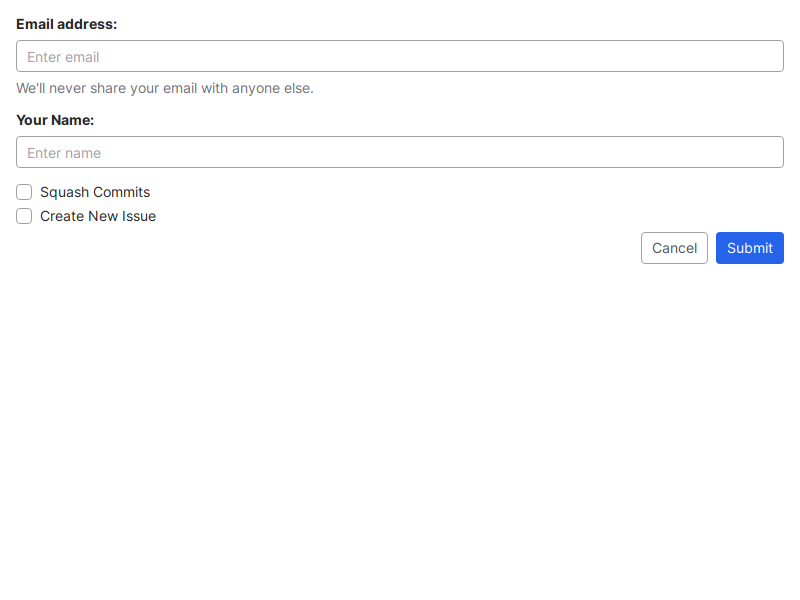 Email address:
Enter email
We'll never share your email with anyone else.
Your Name:
Enter name
Squash Commits
Create New Issue
Cancel Submit